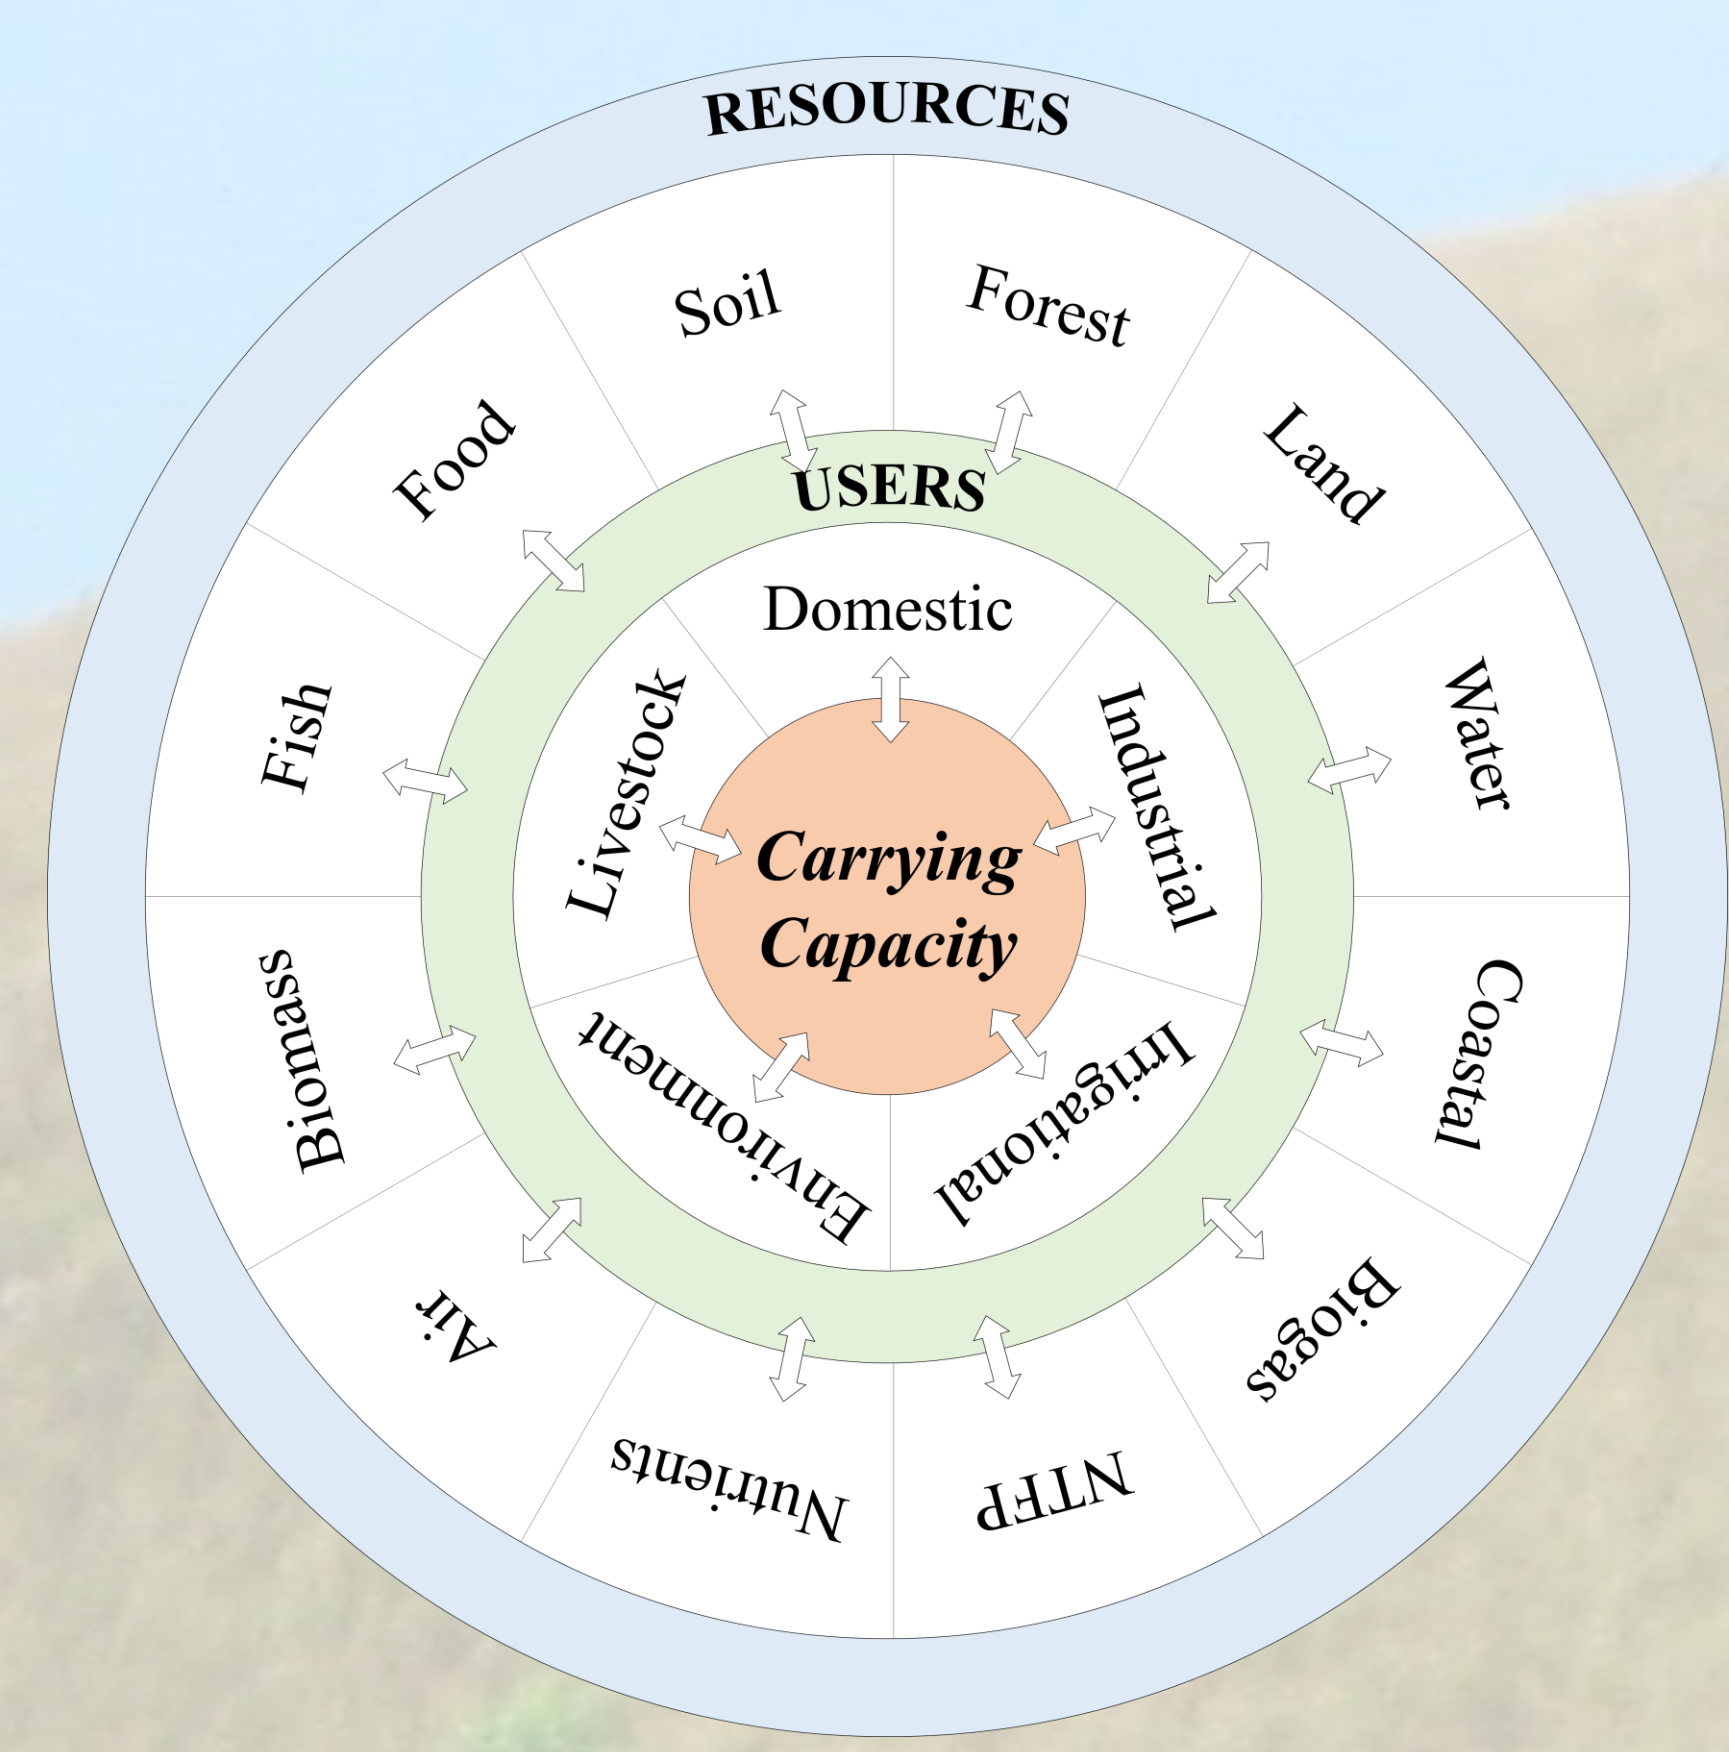 RESOURCES
Soil
Forest
Land
Water
Coastal
Biogas
NTFP
Nutrients
Air
Biomass
Fish
Food
USERS
Domestic
Industrial
Irrigational
Environment
Livestock
Carrying
Capacity